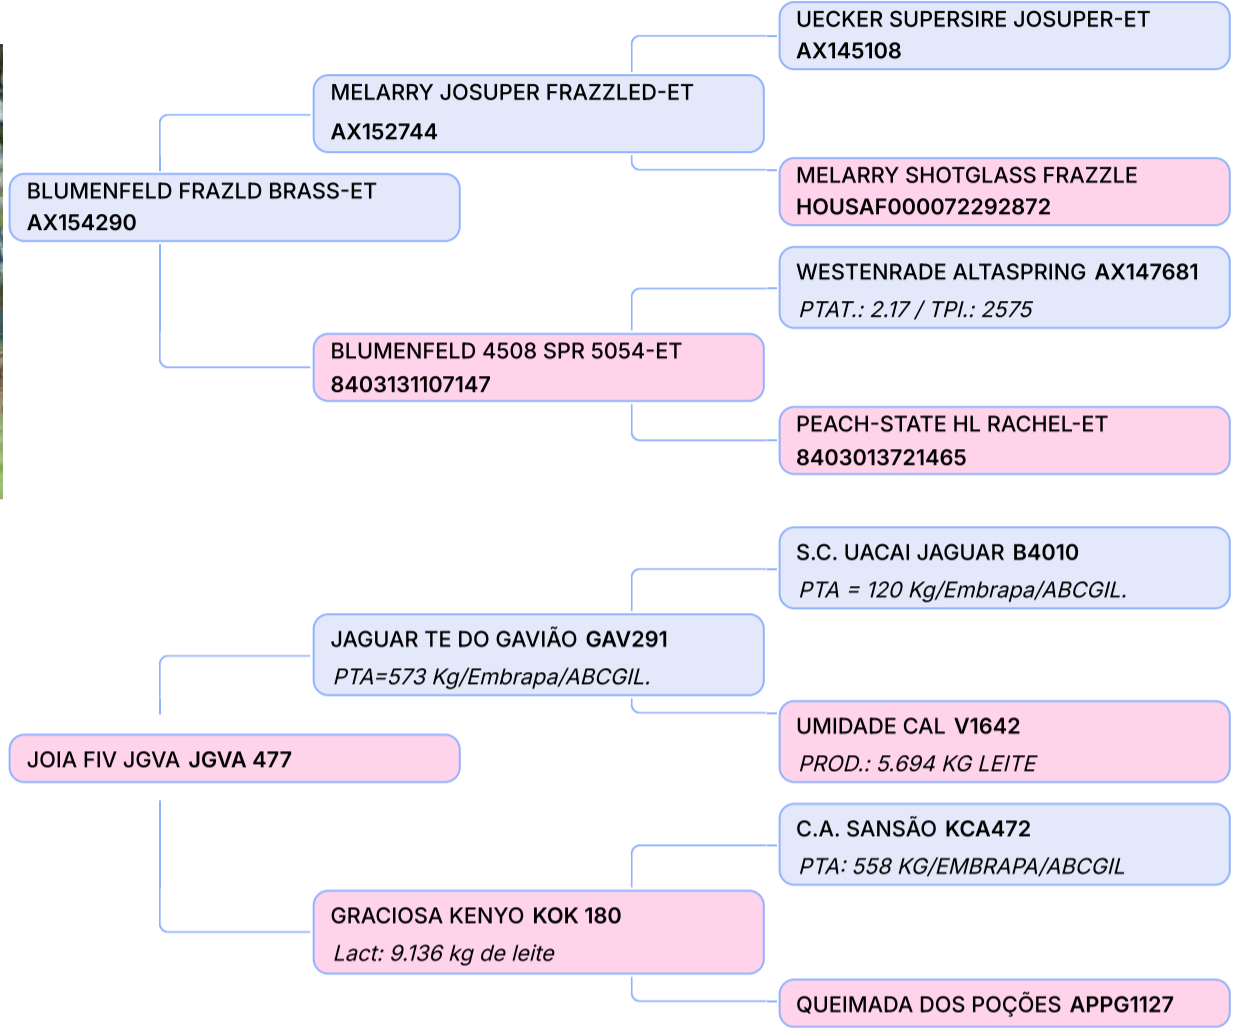 UECKER SUPERSIRE JOSUPER-ET
AX145108
MELARRY JOSUPER FRAZZLED-ET
AX152744
MELARRY SHOTGLASS FRAZZLE
HOUSAF000072292872
BLUMENFELD FRAZLD BRASS-ET
AX154290
WESTENRADE ALTASPRING AX147681
PTAT.: 2.17 / TPI.: 2575
BLUMENFELD 4508 SPR 5054-ET
8403131107147
PEACH-STATE HL RACHEL-ET
8403013721465
S.C. UACAI JAGUAR B4010
PTA = 120 Kg/Embrapa/ABCGIL.
JAGUAR TE DO GAVIÃO GAV291
PTA=573 Kg/Embrapa/ABCGIL.
UMIDADE CAL V1642
PROD.: 5.694 KG LEITE
JOIA FIV JGVA JGVA 477
C.A. SANSÃO KCA472
PTA: 558 KG/EMBRAPA/ABCGIL
GRACIOSA KENYO KOK 180
Lact: 9.136 kg de leite
QUEIMADA DOS POÇÕES APPG1127